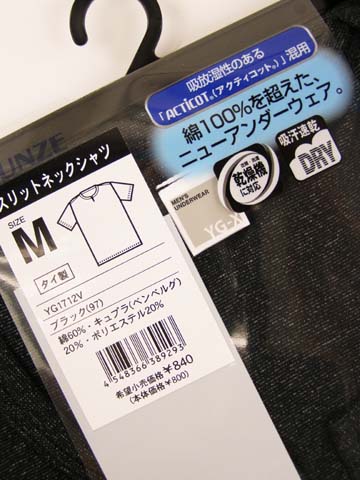 吸放湿性のある
「ACTiCOT®(アクティコット®)」混用
綿100%を超えた、
ニューアンダーウェア。
乾燥機
に対応
吸汗速乾
DRY
MEN'S
UNDERWEAR
YG-X
UNZE
スリットネックシャツ
SIZE
M
タイ製
YG1712V
ブラック(97)
綿60%・キュプラ(ベンベルグ)
20%・ポリエステル20%
4 548366 389293
希望小売価格¥840
(本体価格¥800)